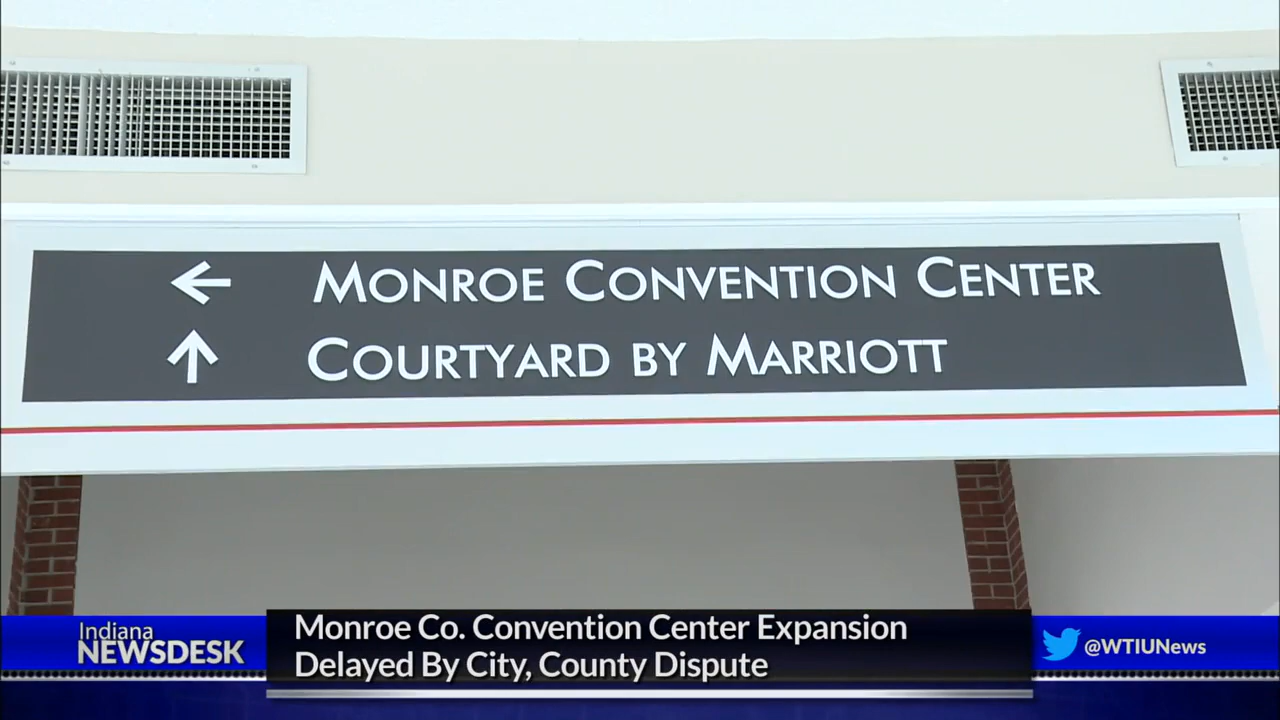 ← MONROE CONVENTION CENTER
↑ COURTYARD BY MARRIOTT
Indiana
NEWSDESK
Monroe Co. Convention Center Expansion
Delayed By City, County Dispute
@WTIUNews